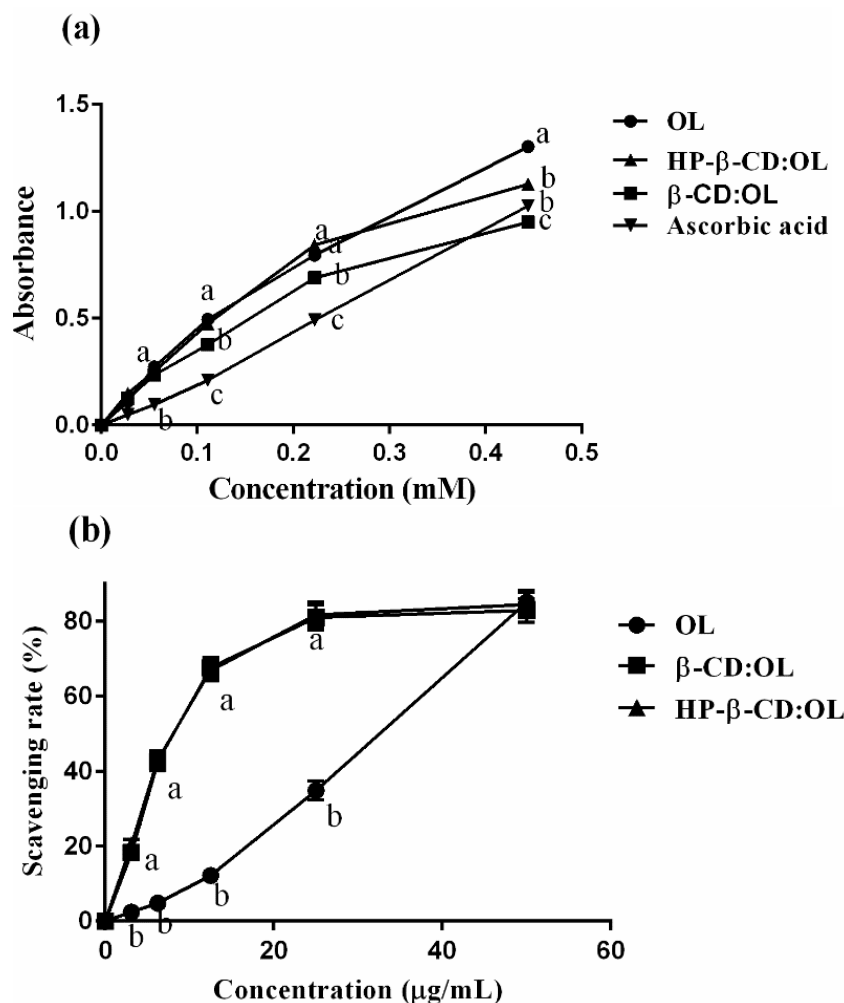 (a)
1.5
1.0
0.5
0.0
Absorbance
a
a
a
a
a
b
b
b
b
b
c
c
c
b
0.0 0.1 0.2 0.3 0.4 0.5
Concentration (mM)
OL
HP-β-CD:OL
β-CD:OL
Ascorbic acid
(b)
80
60
40
20
0
Scavenging rate (%)
a
a
a
a
b
b
b
b
0 20 40 60
Concentration (μg/mL)
OL
β-CD:OL
HP-β-CD:OL